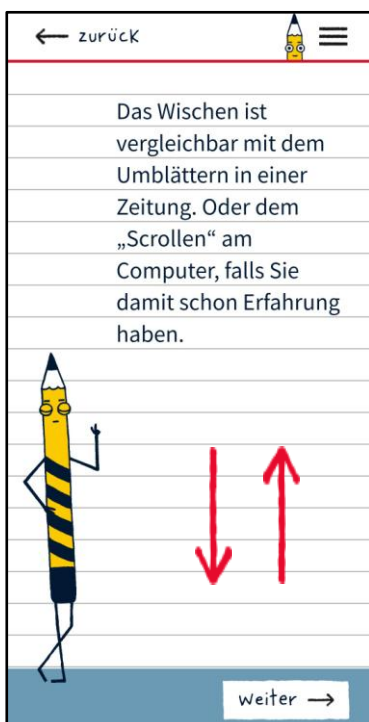 zurück
Das Wischen ist
vergleichbar mit dem
Umblättern in einer
Zeitung. Oder dem
„Scrollen“ am
Computer, falls Sie
damit schon Erfahrung
haben.
weiter